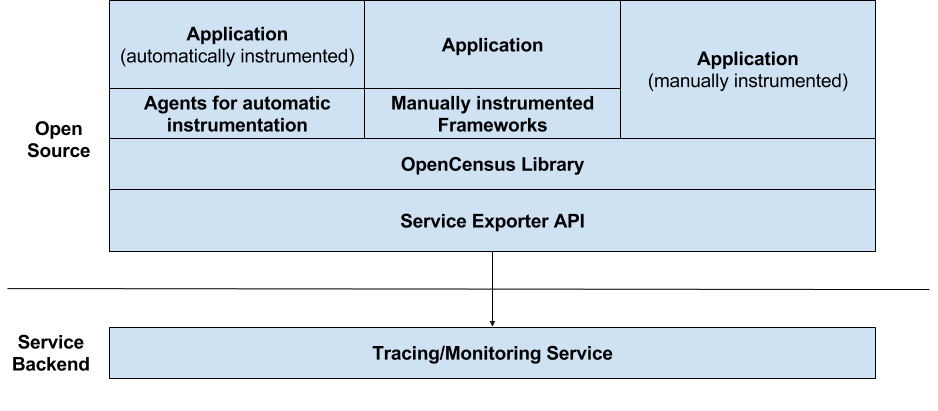 Application
(automatically instrumented)
Application
Application
(manually instrumented)
Agents for automatic
instrumentation
Manually instrumented
Frameworks
Open
Source
OpenCensus Library
Service Exporter API
Service
Backend
Tracing/Monitoring Service